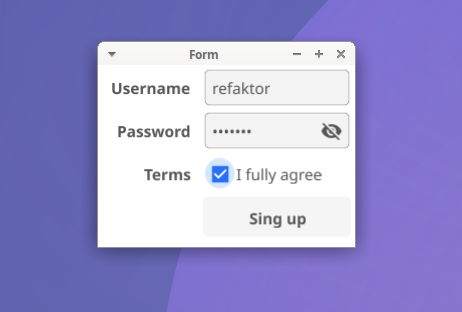 Form
Username refaktor
Password •••••••
Terms I fully agree
Sing up